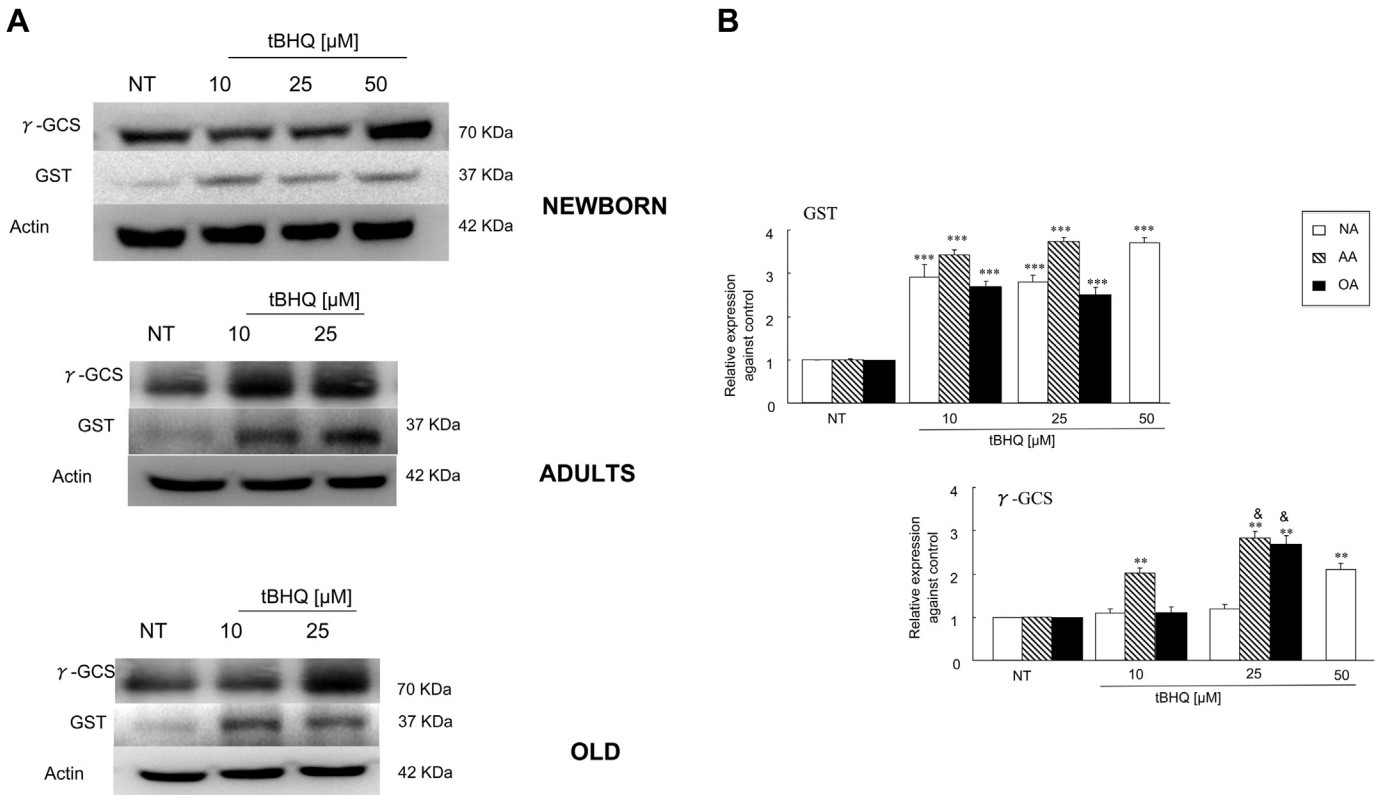 A
tBHQ [µM]
NT 10 25 50
γ-GCS 70 KDa
GST 37 KDa
Actin 42 KDa
NEWBORN
tBHQ [µM]
NT 10 25
γ-GCS
GST 37 KDa
Actin 42 KDa
ADULTS
tBHQ [µM]
NT 10 25
γ-GCS 70 KDa
GST 37 KDa
Actin 42 KDa
OLD
B
GST
Relative expression
against control
4
3
2
1
0
*** *** *** *** *** *** ***
NT 10 25 50
tBHQ [µM]
NA
AA
OA
γ-GCS
Relative expression
against control
4
3
2
1
0
& &
** ** ** **
NT 10 25 50
tBHQ [µM]